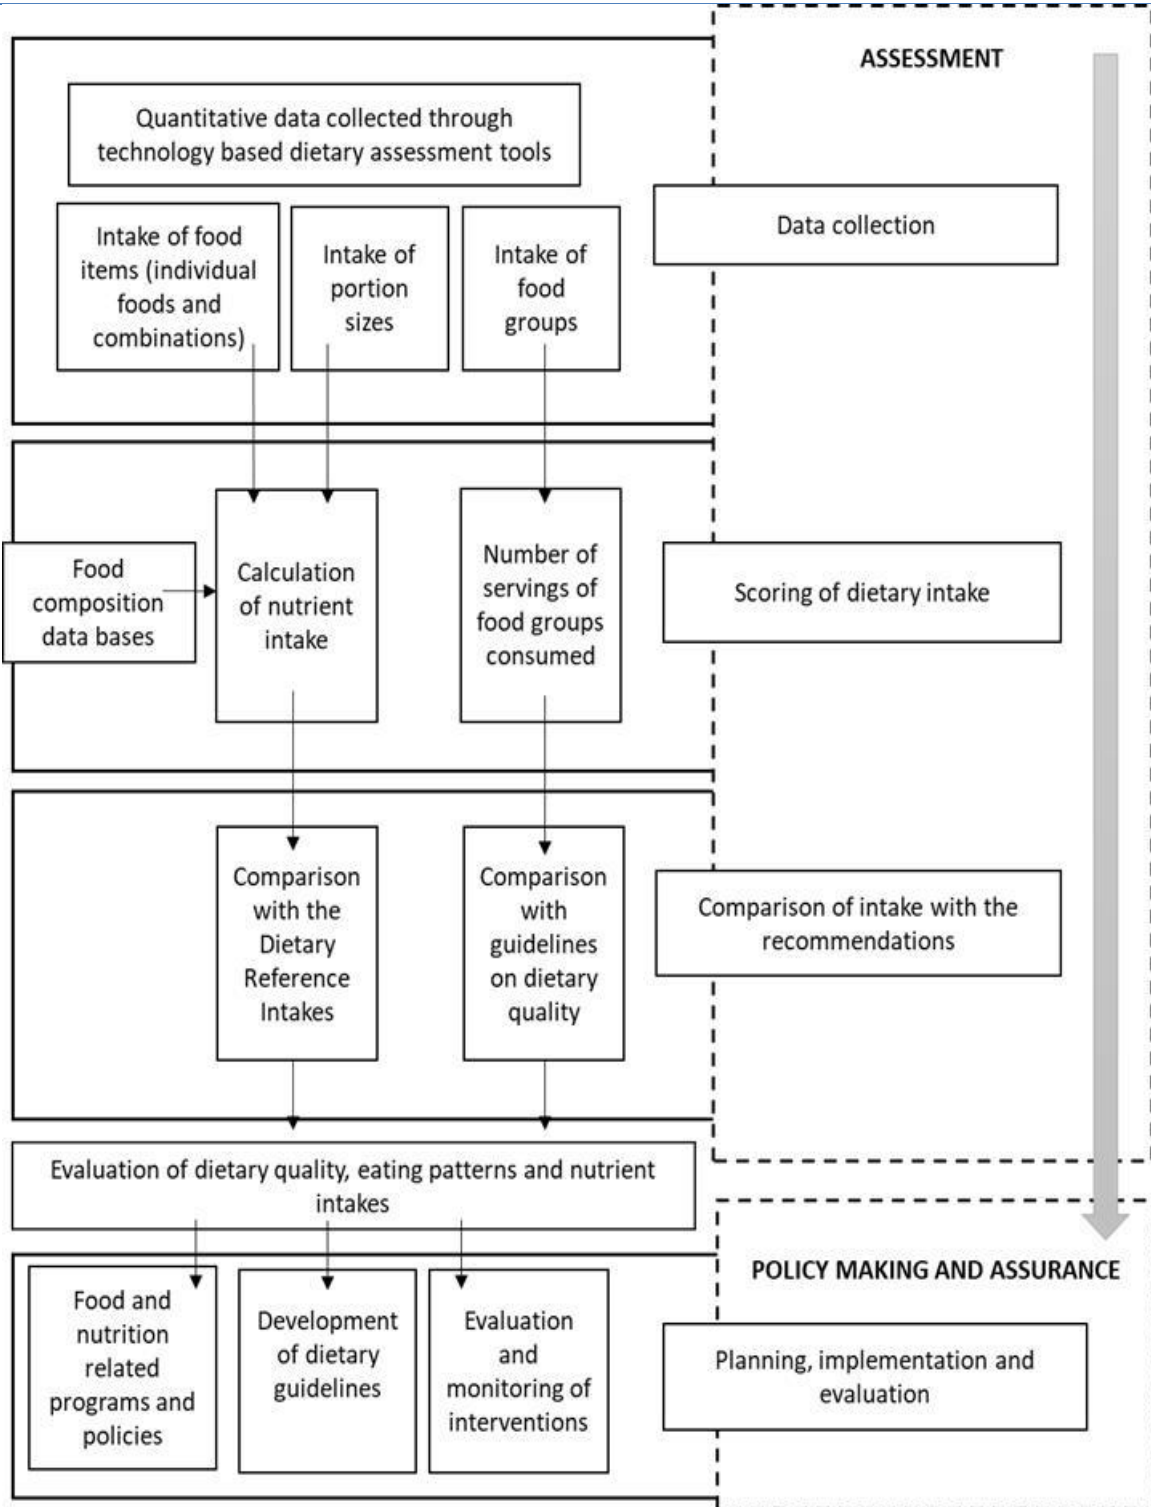 ASSESSMENT
Quantitative data collected through
technology based dietary assessment tools
Intake of food
items (individual
foods and
combinations)
Intake of
portion
sizes
Intake of
food
groups
Data collection
Food
composition
data bases
Calculation
of nutrient
intake
Number of
servings of
food groups
consumed
Scoring of dietary intake
Comparison
with the
Dietary
Reference
Intakes
Comparison
with
guidelines
on dietary
quality
Comparison of intake with the
recommendations
Evaluation of dietary quality, eating patterns and nutrient
intakes
POLICY MAKING AND ASSURANCE
Food and
nutrition
related
programs and
policies
Development
of dietary
guidelines
Evaluation
and
monitoring of
interventions
Planning, implementation and
evaluation